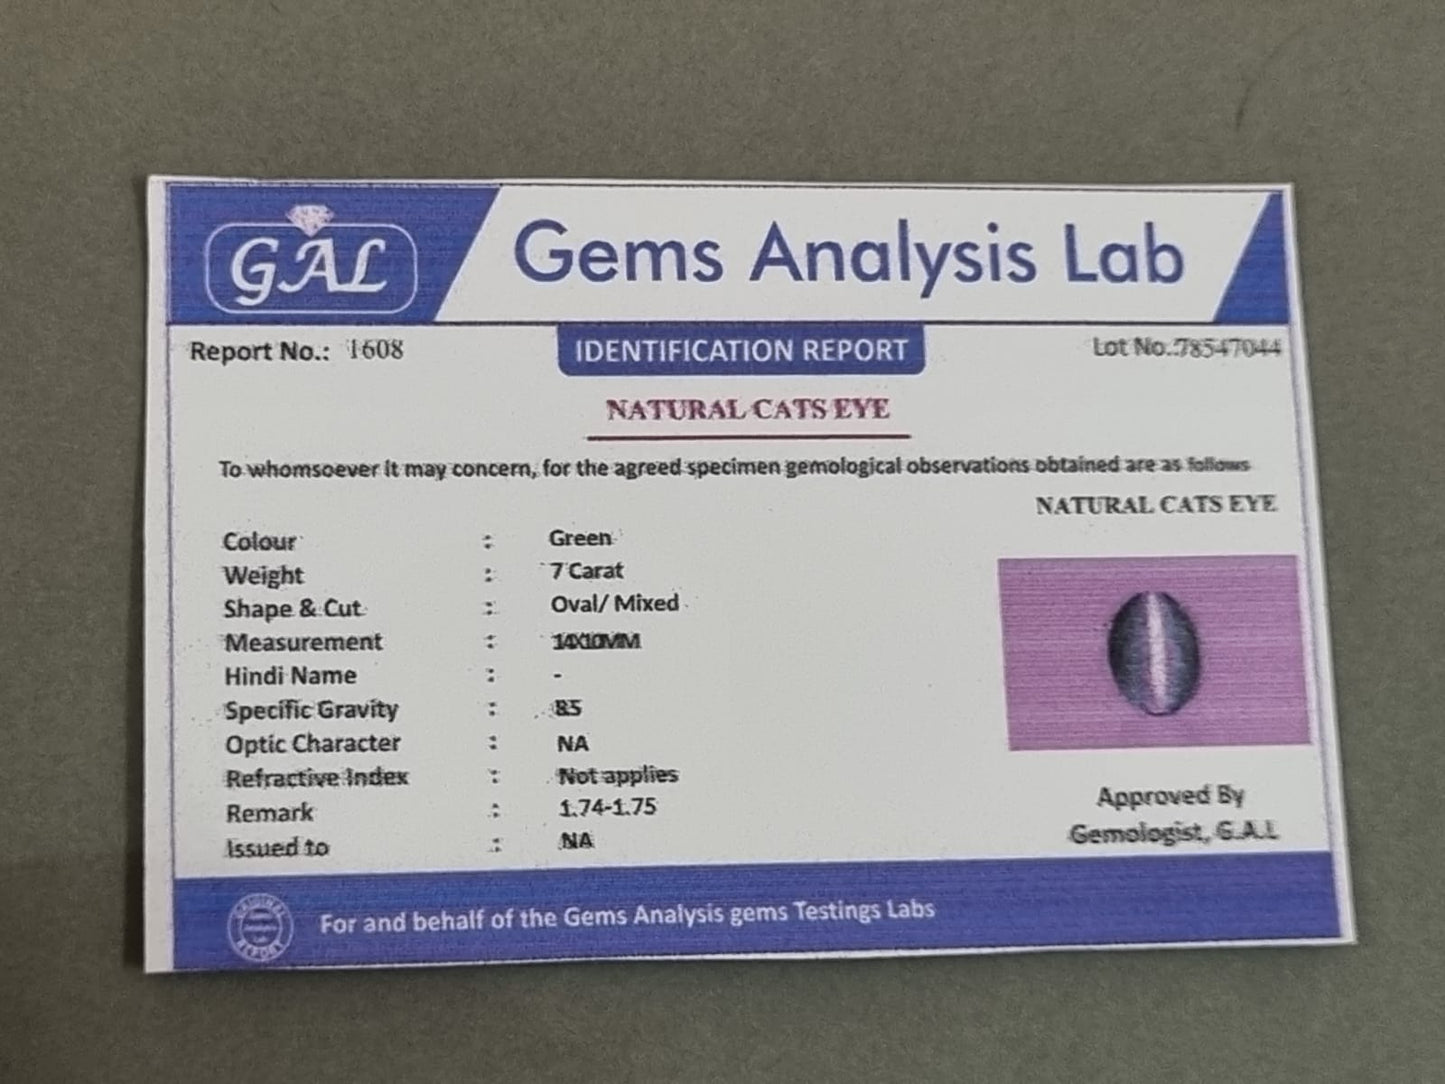 GAL
Gems Analysis Lab
Report No.: 1608
IDENTIFICATION REPORT
Lot No.:78547044
NATURAL CATS EYE
To whomsoever it may concern, for the agreed specimen gemological observations obtained are as follows
NATURAL CATS EYE
Colour : Green
Weight : 7 Carat
Shape & Cut : Oval/ Mixed
Measurement : 14X10MM
Hindi Name : -
Specific Gravity : 85
Optic Character : NA
Refractive Index : Not applies
Remark : 1.74-1.75
Issued to : NA
Approved By
Gemologist, G.A.L
ORIGINAL
REPORT
For and behalf of the Gems Analysis gems Testings Labs